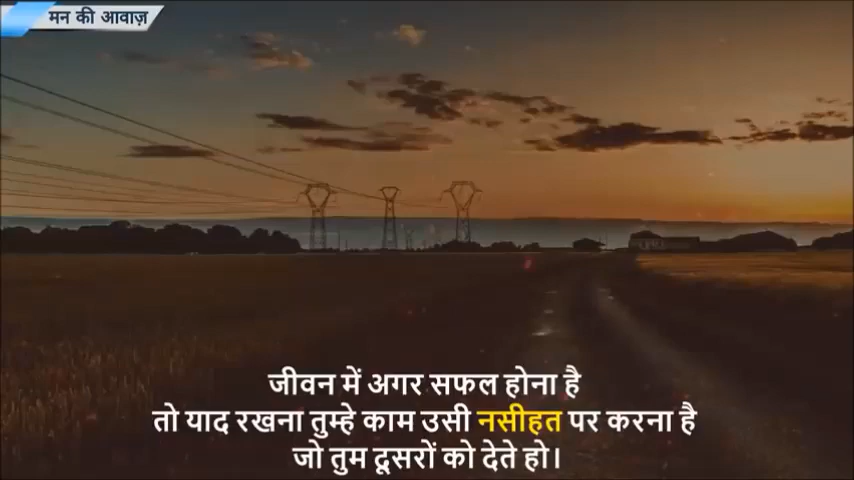 मन की आवाज़
जीवन में अगर सफल होना है
तो याद रखना तुम्हे काम उसी नसीहत पर करना है
जो तुम दूसरों को देते हो।